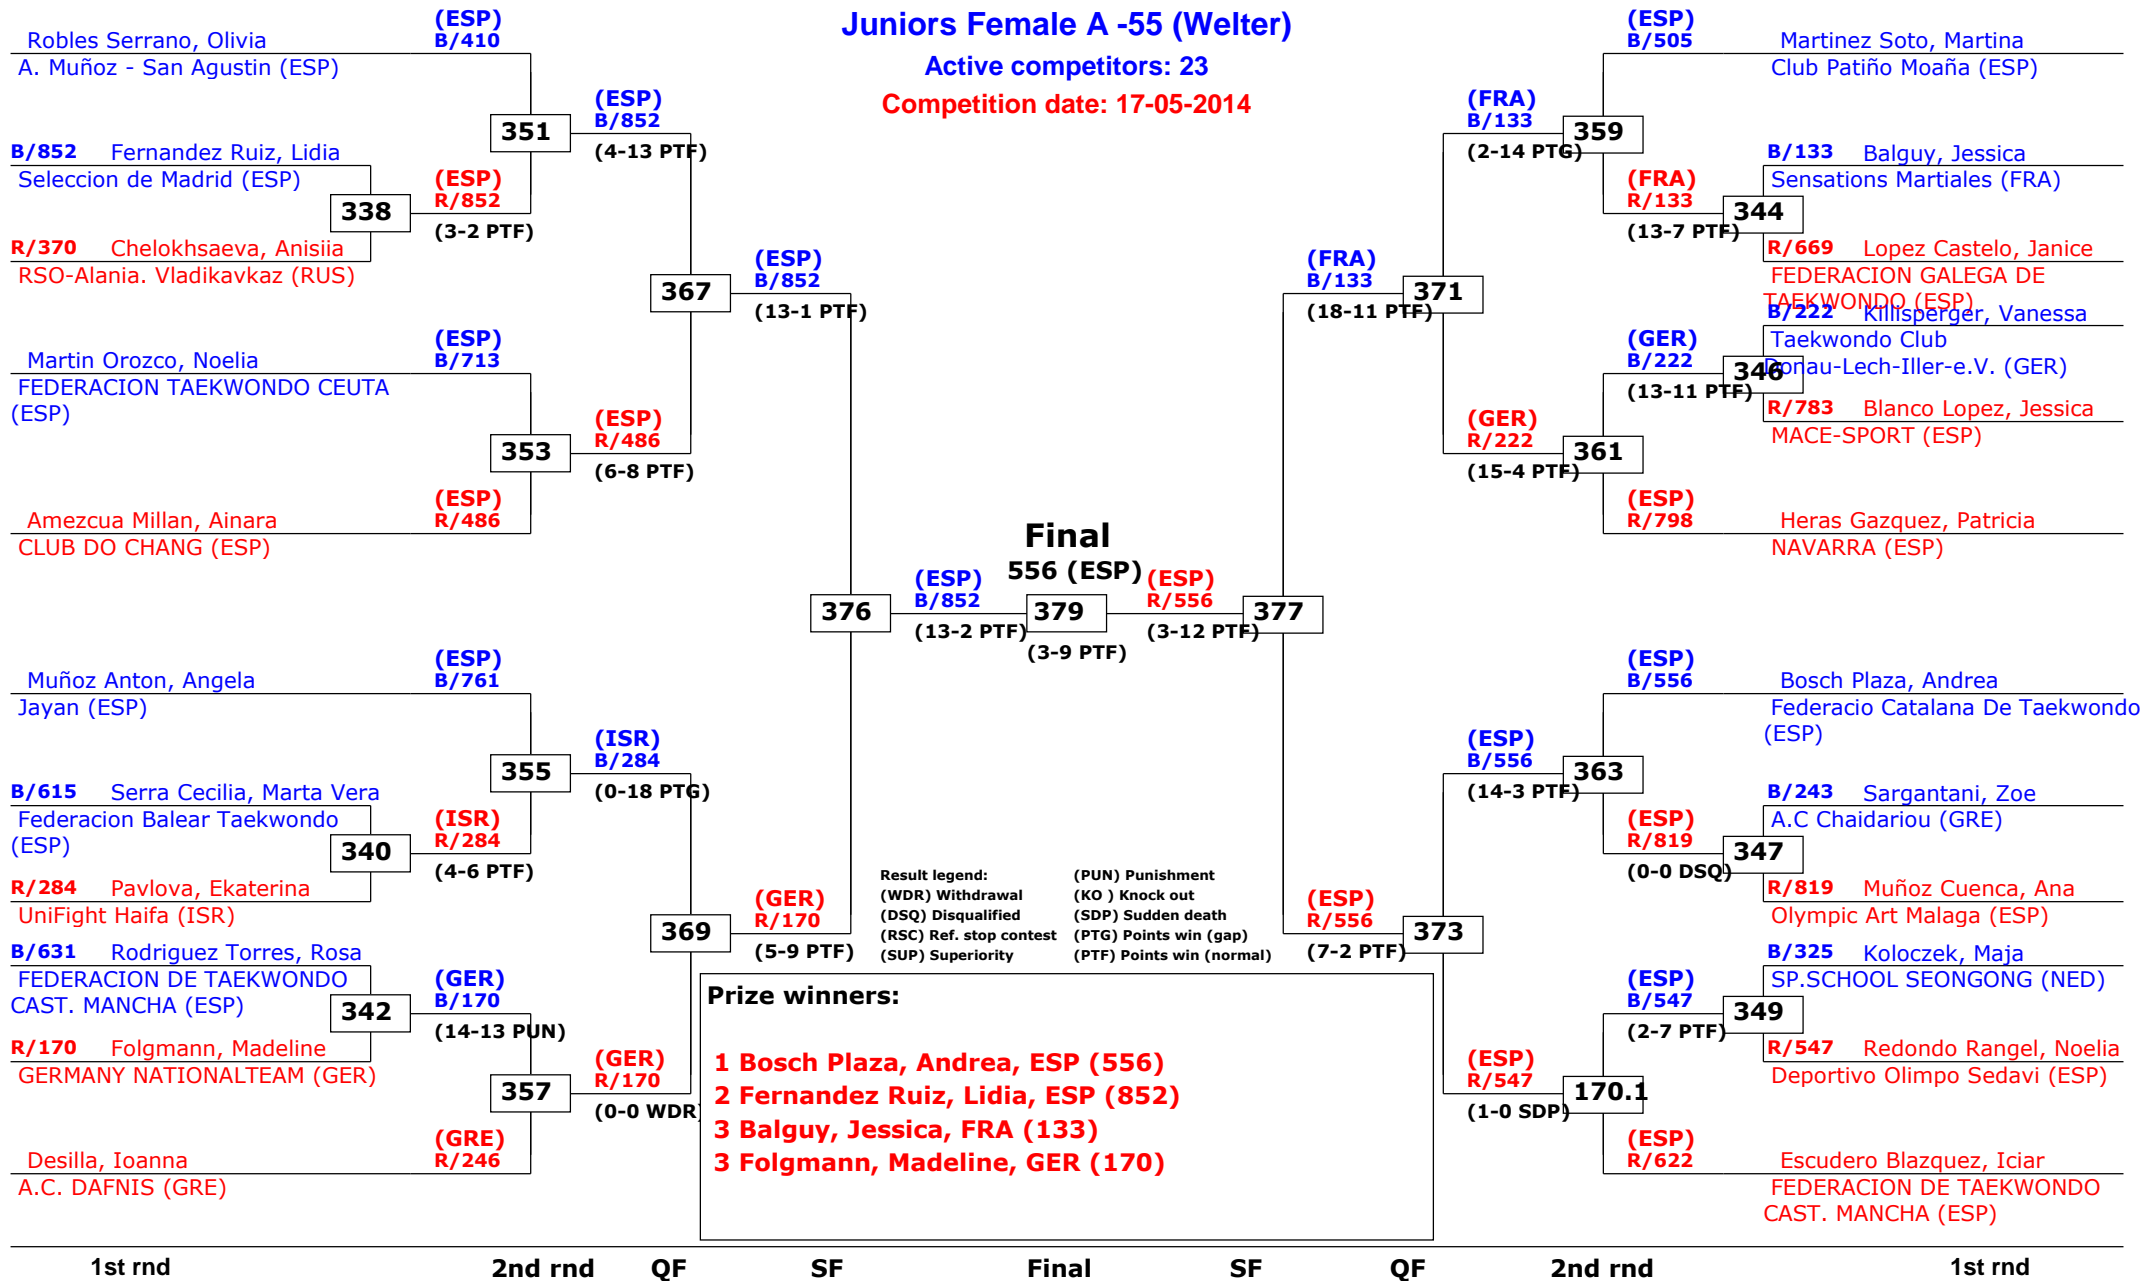 Juniors Female A -55 (Welter)
Active competitors: 23
Competition date: 17-05-2014
(ESP)
B/410
Robles Serrano, Olivia
A. Muñoz - San Agustin (ESP)
351
(ESP)
B/852
(4-13 PTF)
B/852 Fernandez Ruiz, Lidia
Seleccion de Madrid (ESP)
338
(ESP)
R/852
(3-2 PTF)
R/370 Chelokhsaeva, Anisiia
RSO-Alania. Vladikavkaz (RUS)
367
(ESP)
B/852
(13-1 PTF)
Martin Orozco, Noelia
(ESP)
B/713
FEDERACION TAEKWONDO CEUTA
(ESP)
353
(ESP)
R/486
(6-8 PTF)
Amezcua Millan, Ainara
(ESP)
R/486
CLUB DO CHANG (ESP)
376
(ESP)
B/852
(13-2 PTF)
Final
556 (ESP)
379
(3-9 PTF)
(ESP)
R/556
(3-12 PTF)
377
Muñoz Anton, Angela
(ESP)
B/761
Jayan (ESP)
355
(ISR)
B/284
(0-18 PTG)
B/615 Serra Cecilia, Marta Vera
Federacion Balear Taekwondo
(ESP)
340
(ISR)
R/284
(4-6 PTF)
R/284 Pavlova, Ekaterina
UniFight Haifa (ISR)
369
(GER)
R/170
(5-9 PTF)
B/631 Rodriguez Torres, Rosa
FEDERACION DE TAEKWONDO
CAST. MANCHA (ESP)
342
(GER)
B/170
(14-13 PUN)
R/170 Folgmann, Madeline
GERMANY NATIONALTEAM (GER)
357
(GER)
R/170
(0-0 WDR)
Desilla, Ioanna
(GRE)
R/246
A.C. DAFNIS (GRE)
(ESP)
B/505
Martinez Soto, Martina
Club Patiño Moaña (ESP)
(FRA)
B/133
(2-14 PTG)
359
B/133 Balguy, Jessica
Sensations Martiales (FRA)
(FRA)
R/133
(13-7 PTF)
344
R/669 Lopez Castelo, Janice
FEDERACION GALEGA DE
TAEKWONDO (ESP)
(FRA)
B/133
(18-11 PTF)
371
B/222 Killisperger, Vanessa
Taekwondo Club
Donau-Lech-Iller-e.V. (GER)
(GER)
B/222
(13-11 PTF)
346
R/783 Blanco Lopez, Jessica
MACE-SPORT (ESP)
(GER)
R/222
(15-4 PTF)
361
(ESP)
R/798
Heras Gazquez, Patricia
NAVARRA (ESP)
(ESP)
B/556
Bosch Plaza, Andrea
Federacio Catalana De Taekwondo
(ESP)
(ESP)
B/556
(14-3 PTF)
363
B/243 Sargantani, Zoe
A.C Chaidariou (GRE)
(ESP)
R/819
(0-0 DSQ)
347
R/819 Muñoz Cuenca, Ana
Olympic Art Malaga (ESP)
(ESP)
R/556
(7-2 PTF)
373
B/325 Koloczek, Maja
SP.SCHOOL SEONGONG (NED)
(ESP)
B/547
(2-7 PTF)
349
R/547 Redondo Rangel, Noelia
Deportivo Olimpo Sedavi (ESP)
(ESP)
R/547
(1-0 SDP)
170.1
(ESP)
R/622
Escudero Blazquez, Iciar
FEDERACION DE TAEKWONDO
CAST. MANCHA (ESP)
Result legend: (PUN) Punishment
(WDR) Withdrawal (KO ) Knock out
(DSQ) Disqualified (SDP) Sudden death
(RSC) Ref. stop contest (PTG) Points win (gap)
(SUP) Superiority (PTF) Points win (normal)
Prize winners:
1 Bosch Plaza, Andrea, ESP (556)
2 Fernandez Ruiz, Lidia, ESP (852)
3 Balguy, Jessica, FRA (133)
3 Folgmann, Madeline, GER (170)
1st rnd 2nd rnd QF SF Final SF QF 2nd rnd 1st rnd